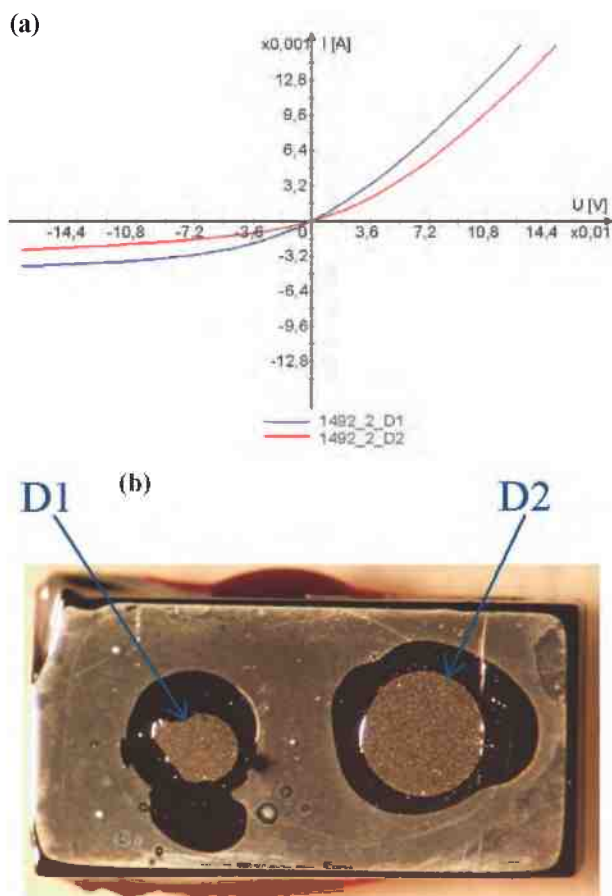 (a)
x0,001 I [A]
12,8
9,6
6,4
3,2
U [V]
-14,4 -10,8 -7,2 -3,6 0 3,6 7,2 10,8 14,4 x0,01
-3,2
-6,4
-9,6
-12,8
1492_2_D1
1492_2_D2
(b)
D1 D2